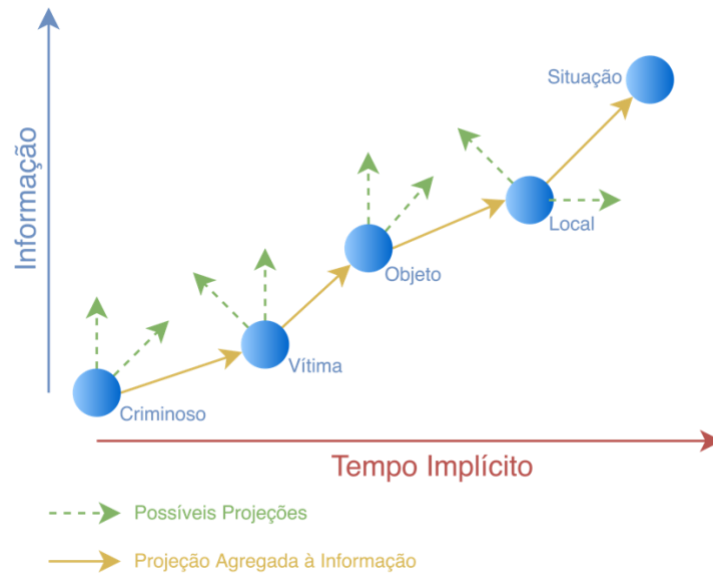 Informação
Situação
Local
Objeto
Vítima
Criminoso
Tempo Implícito
Possíveis Projeções
Projeção Agregada à Informação